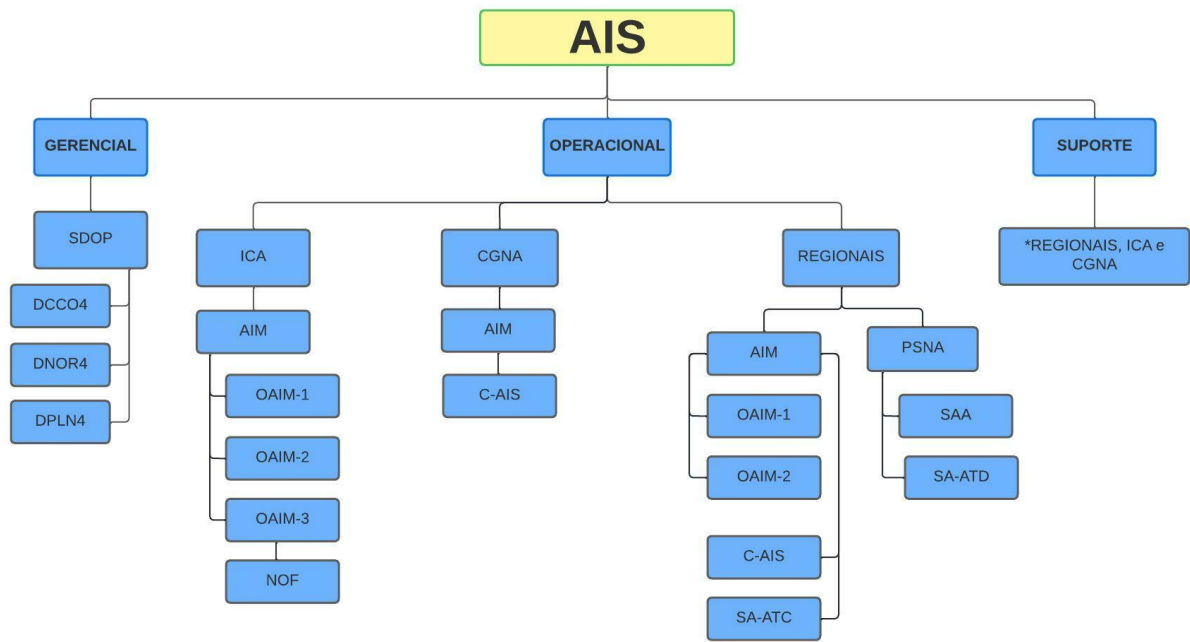 AIS
GERENCIAL
OPERACIONAL
SUPORTE
SDOP
DCCO4
DNOR4
DPLN4
ICA
AIM
OAIM-1
OAIM-2
OAIM-3
NOF
CGNA
AIM
C-AIS
REGIONAIS
AIM
OAIM-1
OAIM-2
C-AIS
SA-ATC
PSNA
SAA
SA-ATD
*REGIONAIS, ICA e
CGNA